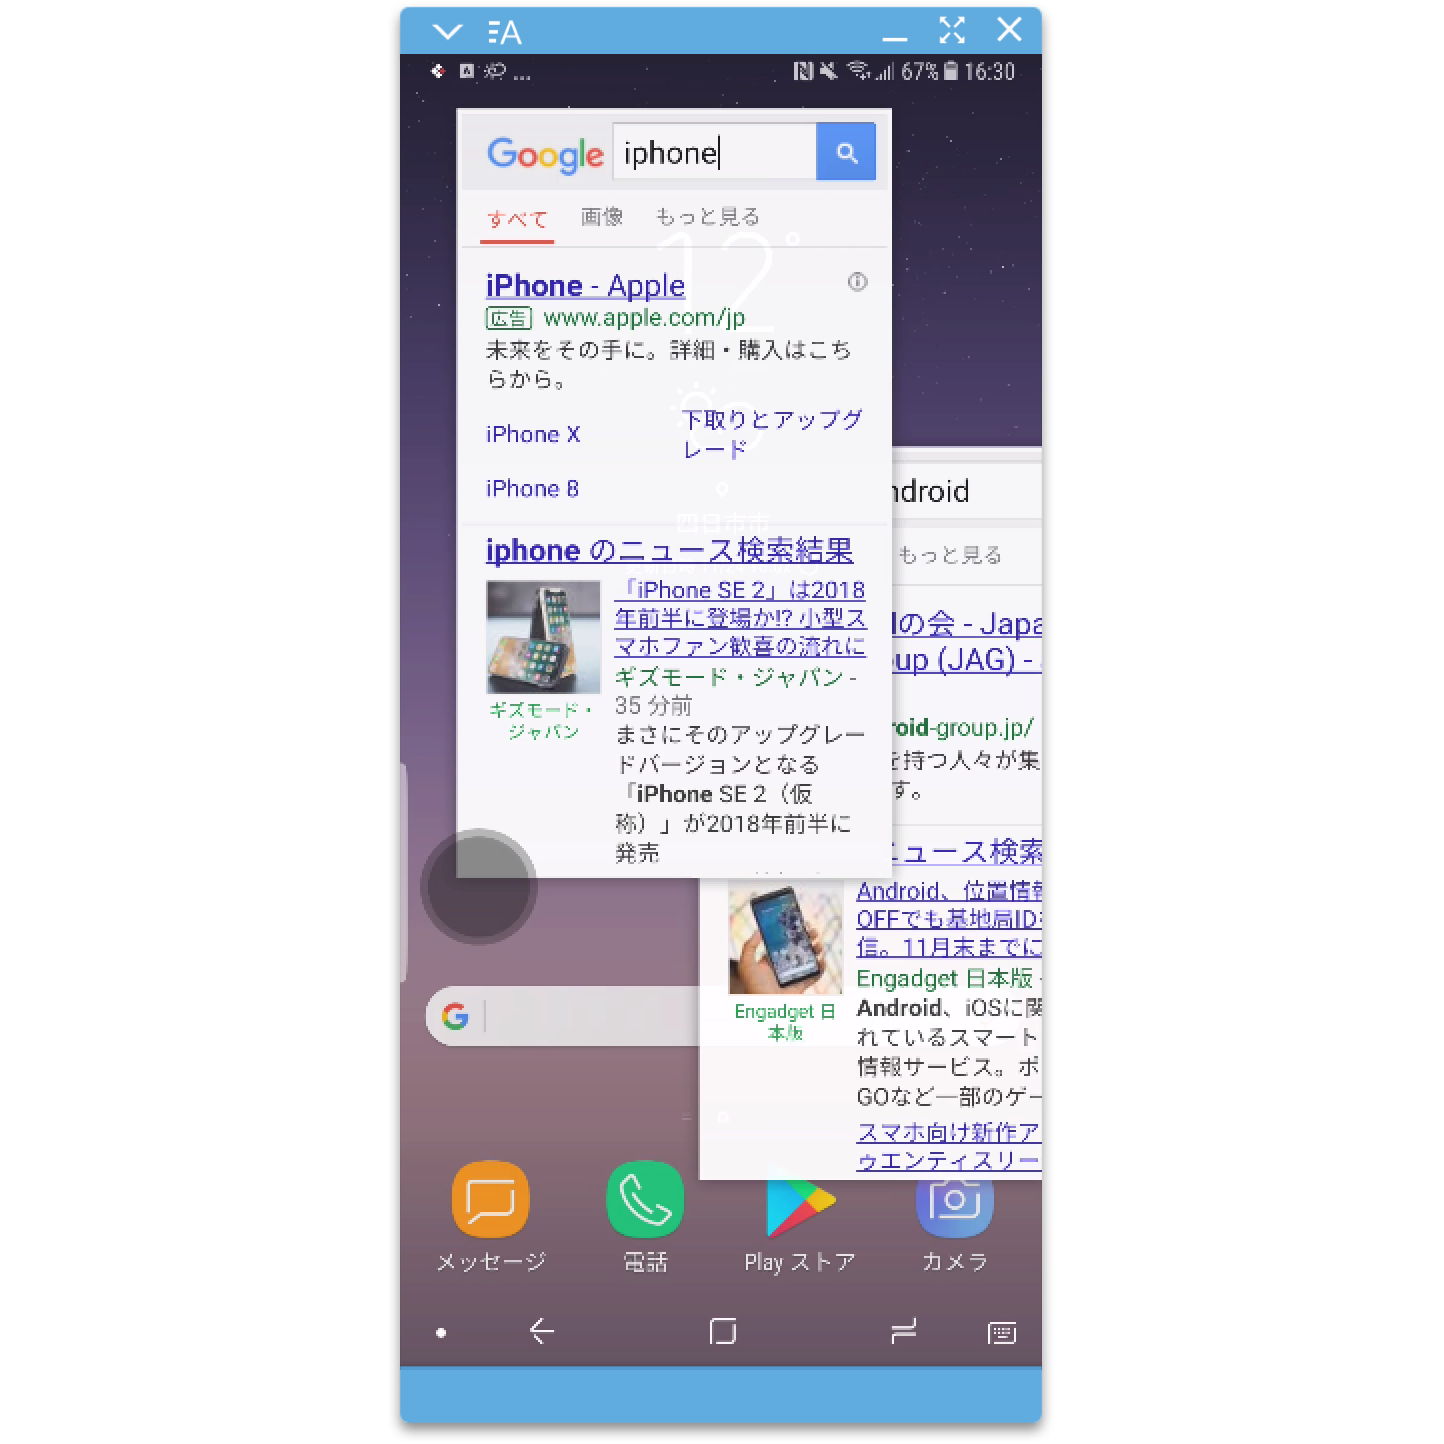 67% 16:30
Google iphone
すべて 画像 もっと見る
12°
iPhone - Apple
広告 www.apple.com/jp
未来をその手に。詳細・購入はこち
らから。
iPhone X
下取りとアップグ
レード
iPhone 8
四日市市
iphone のニュース検索結果
「iPhone SE 2」は2018
年前半に登場か!? 小型ス
マホファン歓喜の流れに
ギズモード・ジャパン -
35 分前
ギズモード・
ジャパン
まさにそのアップグレー
ドバージョンとなる
「iPhone SE 2（仮
称）」が2018年前半に
発売
ndroid
もっと見る
の会 - Japa
up (JAG) -
roid-group.jp/
を持つ人々が集
す。
ニュース検索
Android、位置情報
OFFでも基地局ID
信。11月末までに
Engadget 日本版 -
Engadget 日
本版
Android、iOSに関
れているスマート
情報サービス。ポ
GOなど一部のゲー
スマホ向け新作ア
ゥエンティスリー
メッセージ 電話 Play ストア カメラ